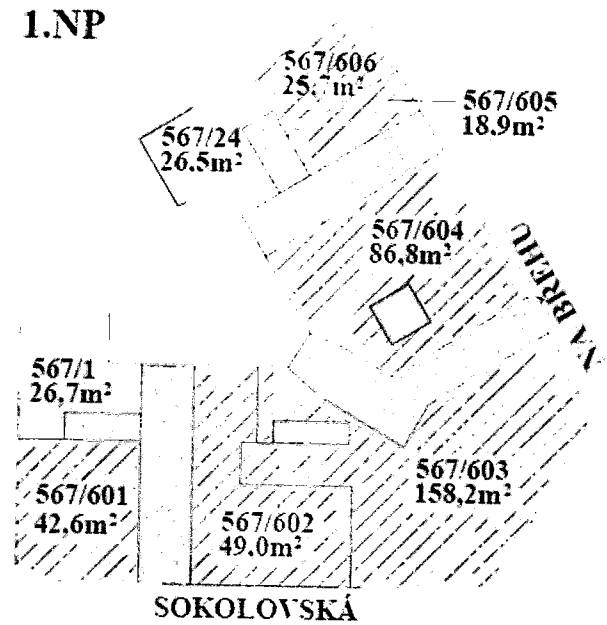 1.NP
567/606
25,7m²
567/605
18,9m²
567/24
26,5m²
567/604
86,8m²
NA BŘEHU
567/1
26,7m²
567/603
158,2m²
567/601
42,6m²
567/602
49,0m²
SOKOLOVSKÁ